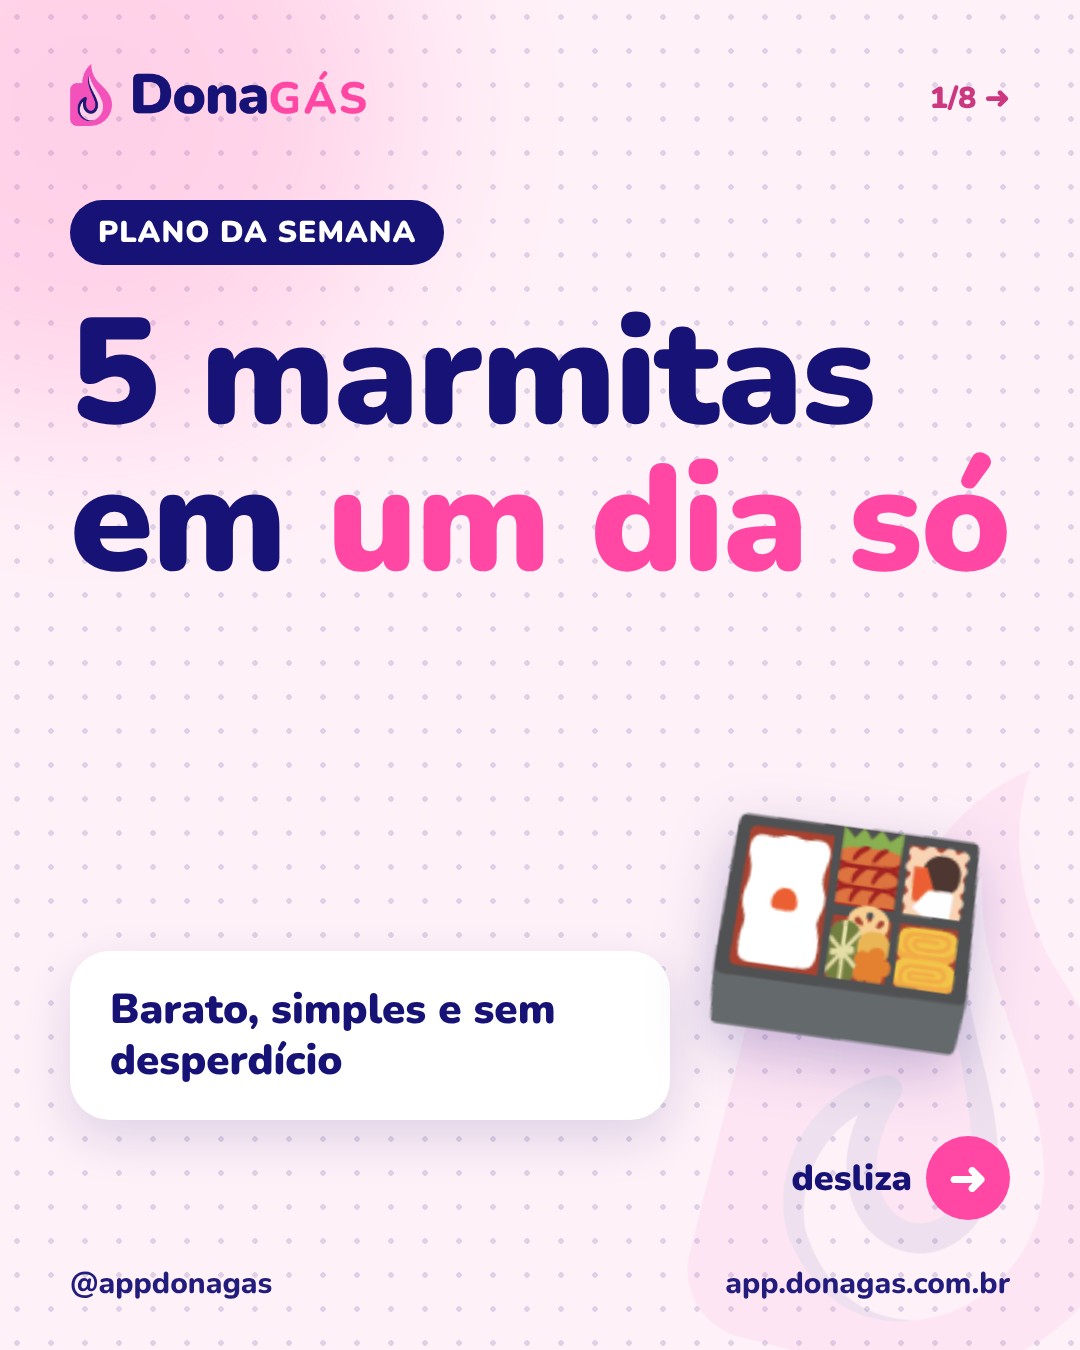 DonaGÁS
1/8 ➜
PLANO DA SEMANA
5 marmitas
em um dia só
Barato, simples e sem
desperdício
desliza ➜
@appdonagas
app.donagas.com.br